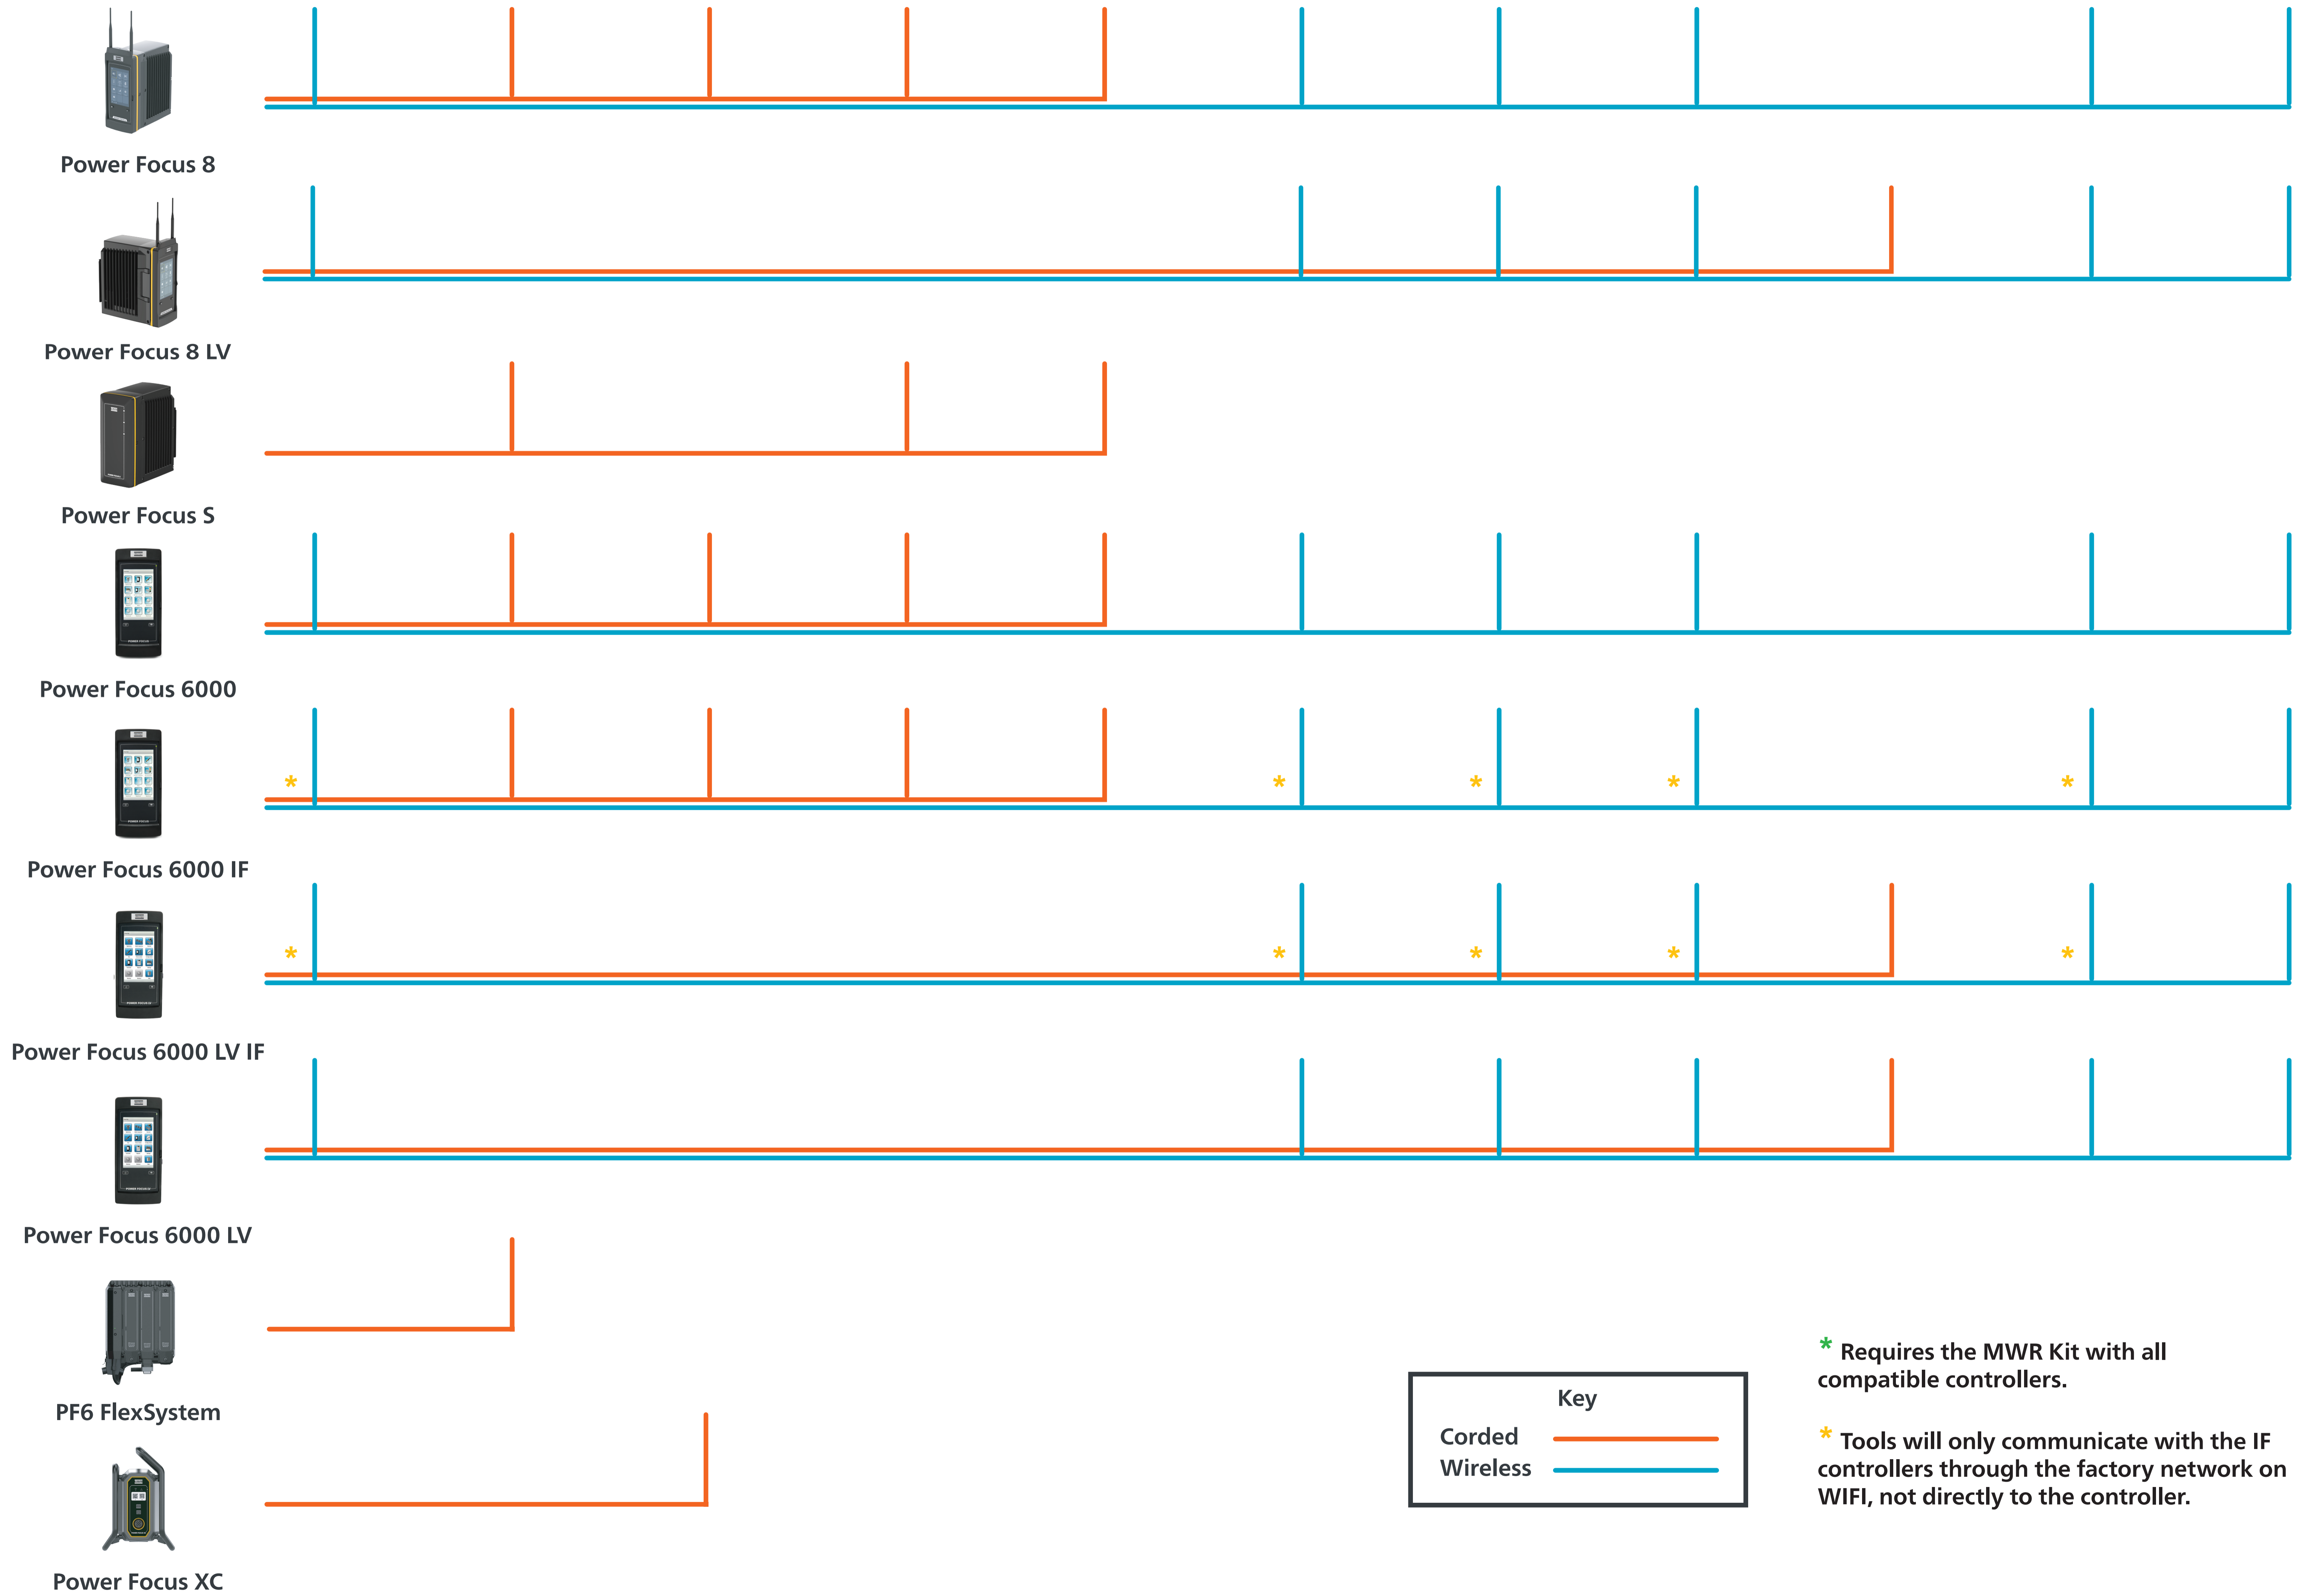 Power Focus 8
Power Focus 8 LV
Power Focus S
Power Focus 6000
*
*
*
*
*
Power Focus 6000 IF
*
*
*
*
*
Power Focus 6000 LV IF
Power Focus 6000 LV
PF6 FlexSystem
Power Focus XC
Key
Corded
Wireless
* Requires the MWR Kit with all
compatible controllers.
* Tools will only communicate with the IF
controllers through the factory network on
WIFI, not directly to the controller.